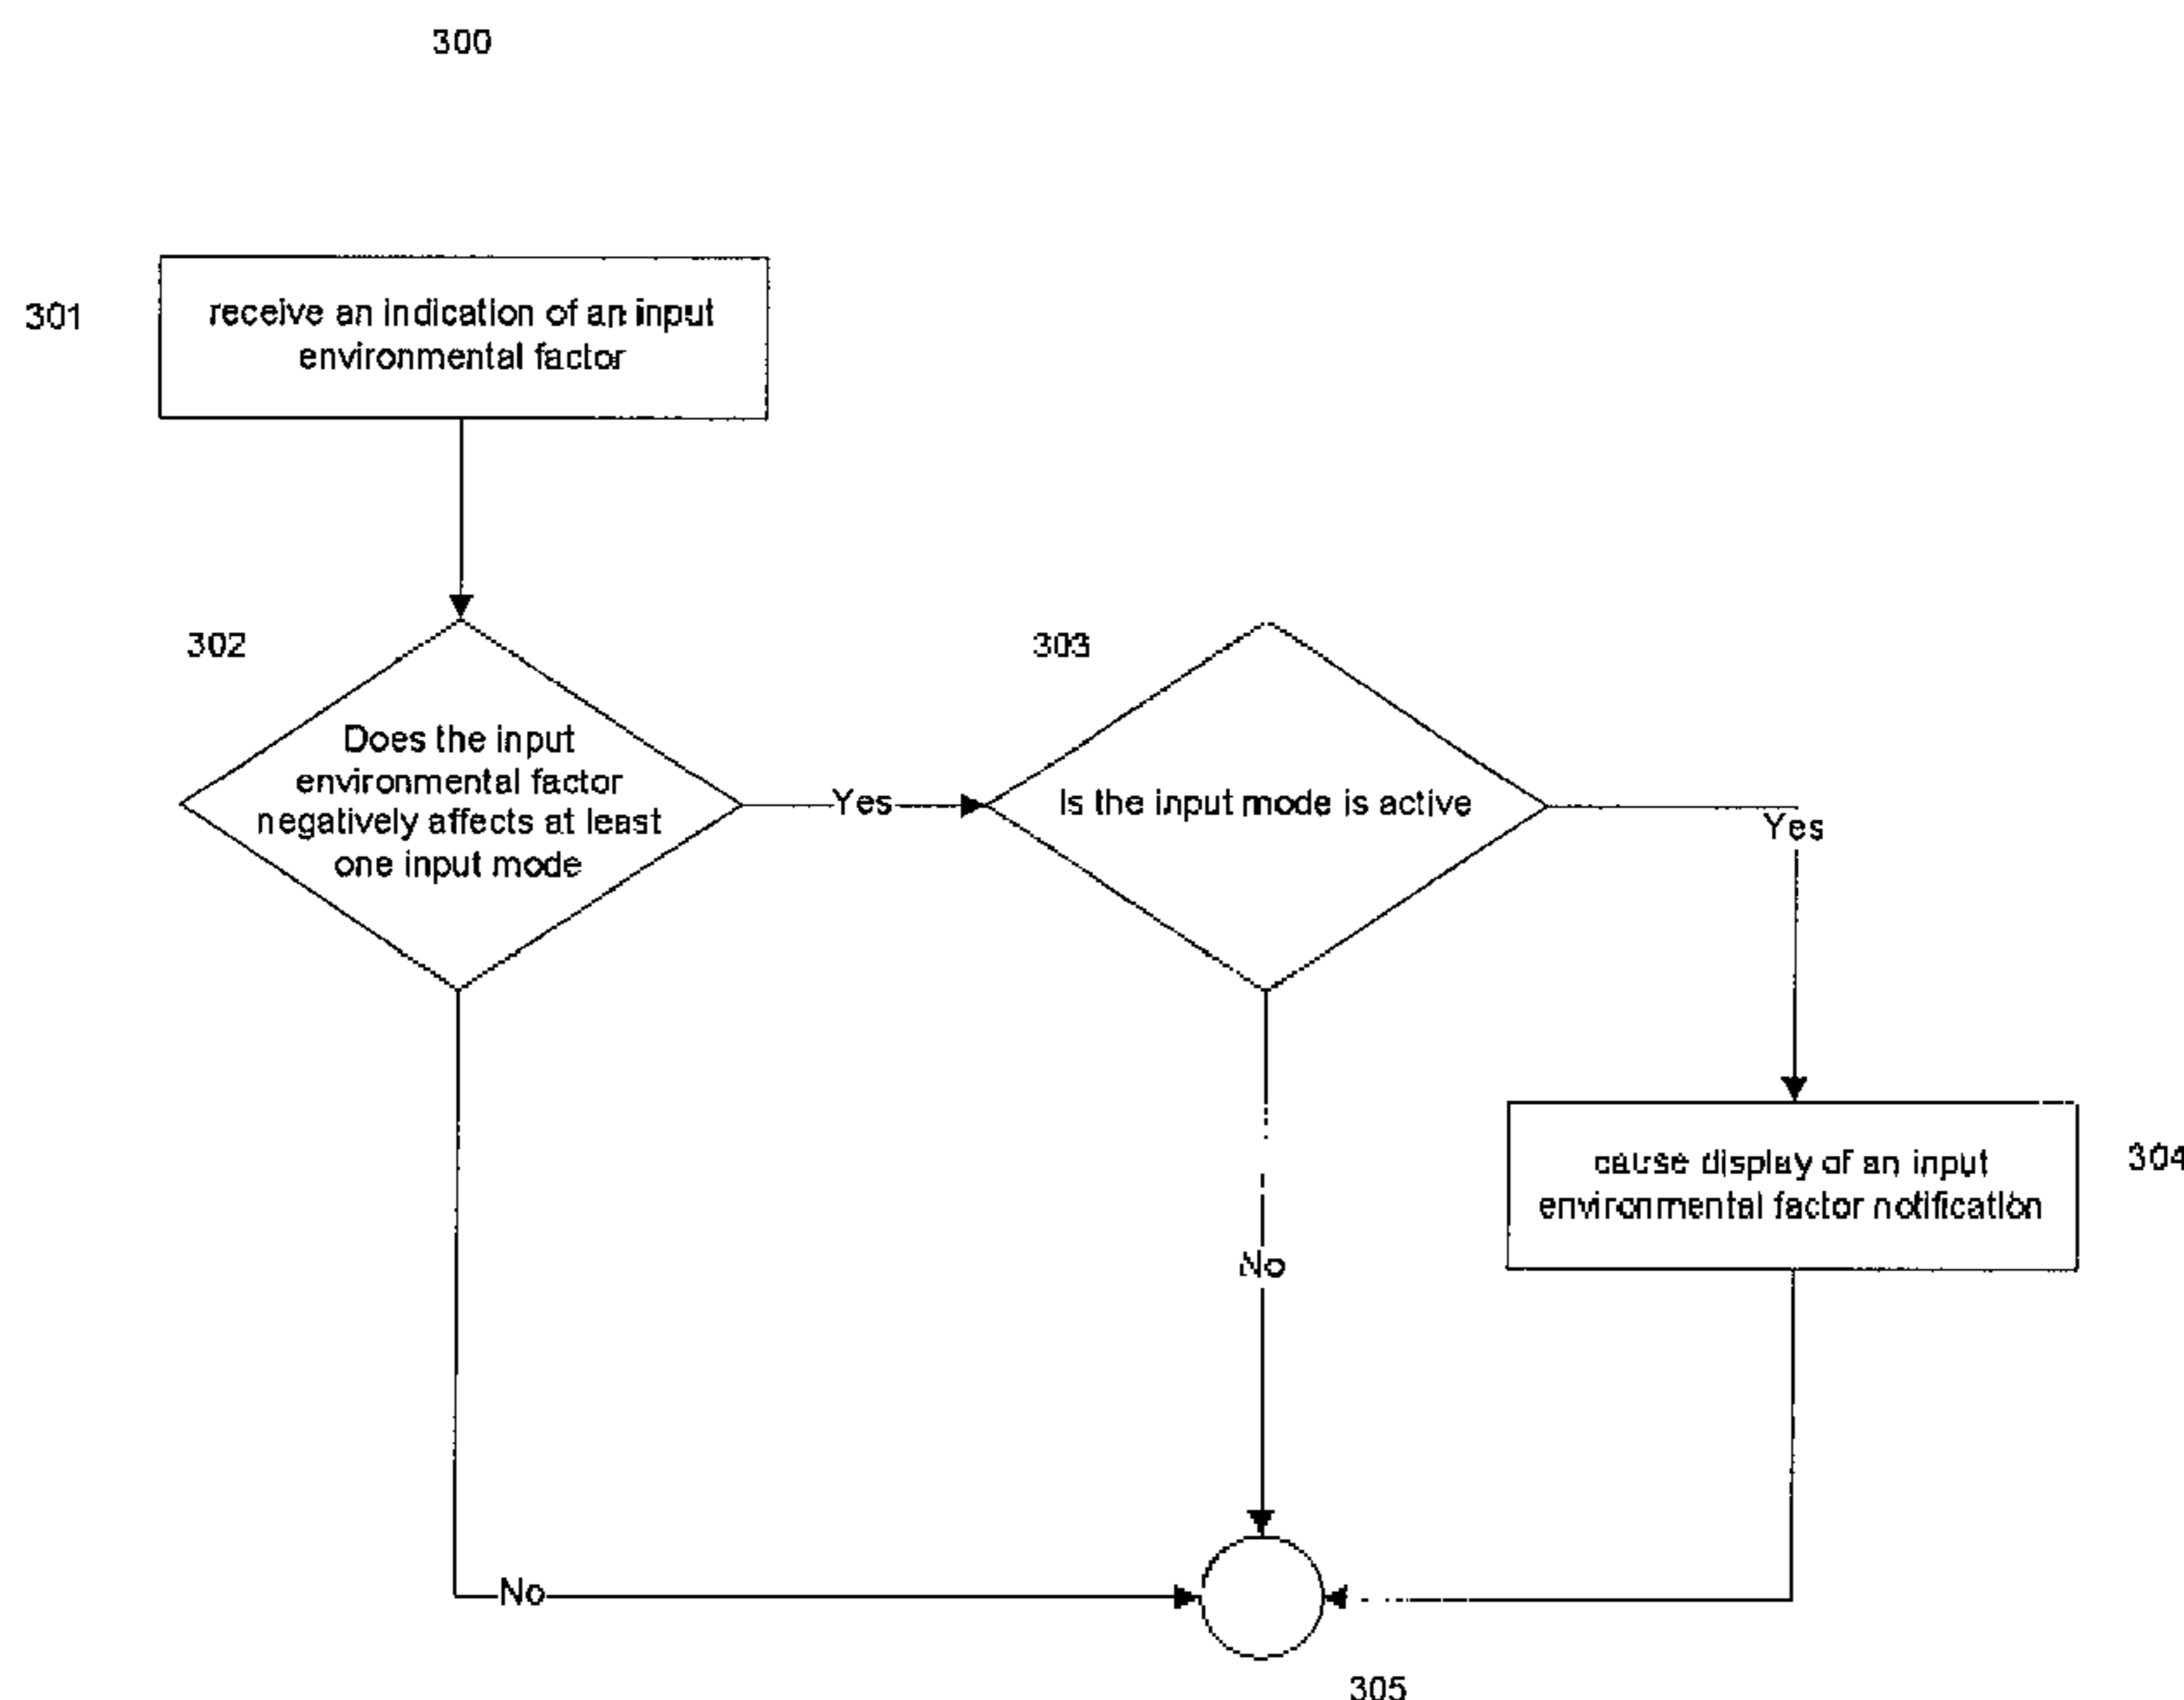 300
301
receive an indication of an input
environmental factor
302
Does the input
environmental factor
negatively affects at least
one input mode
Yes
303
Is the input mode is active
Yes
cause display of an input
environmental factor notification
304
No
No
305